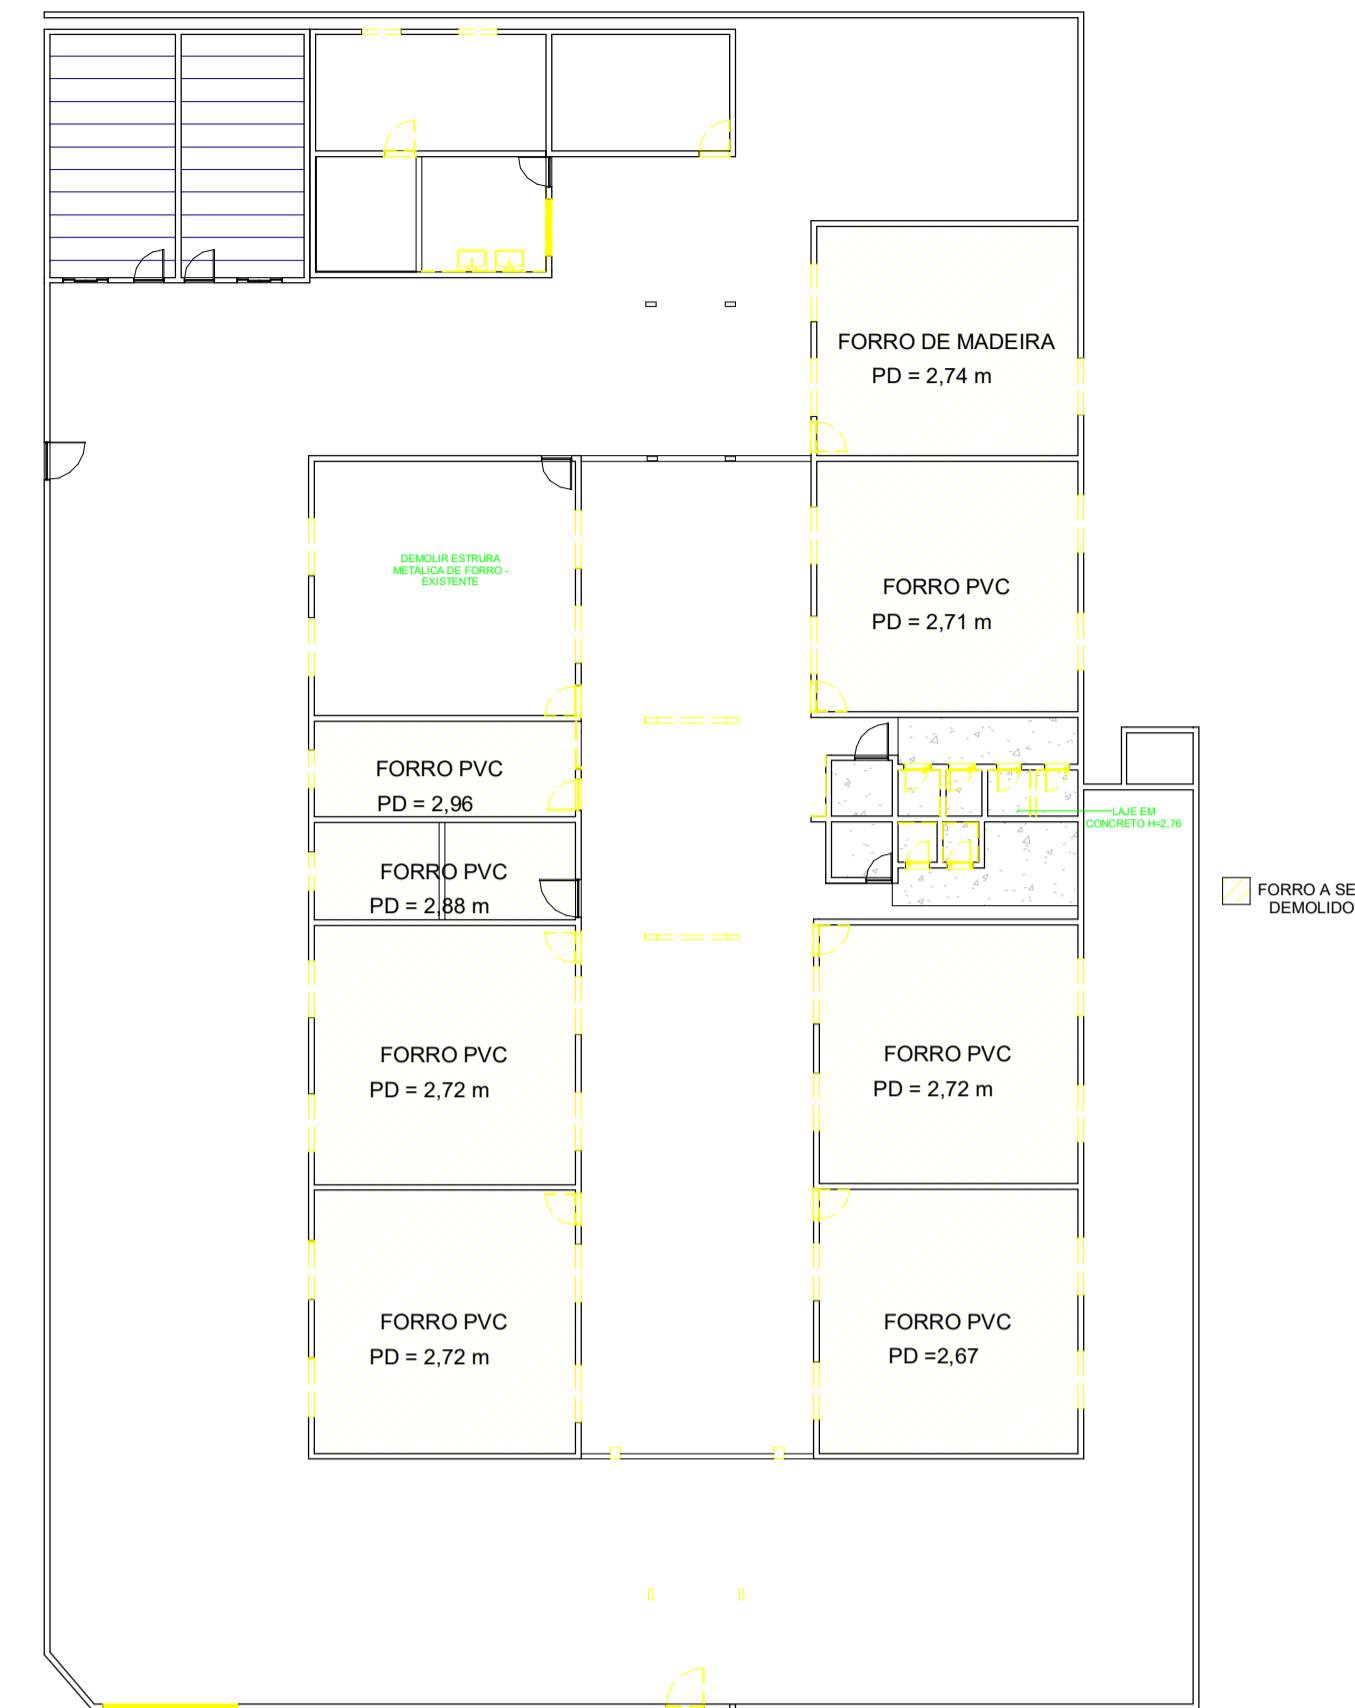 FORRO DE MADEIRA
PD = 2,74 m
DEMOLIR ESTRURA
METÁLICA DE FORRO -
EXISTENTE
FORRO PVC
PD = 2,71 m
FORRO PVC
PD = 2,96
LAJE EM
CONCRETO H=2,76
FORRO PVC
PD = 2,88 m
FORRO A SE
DEMOLIDO
FORRO PVC
PD = 2,72 m
FORRO PVC
PD = 2,72 m
FORRO PVC
PD = 2,72 m
FORRO PVC
PD =2,67